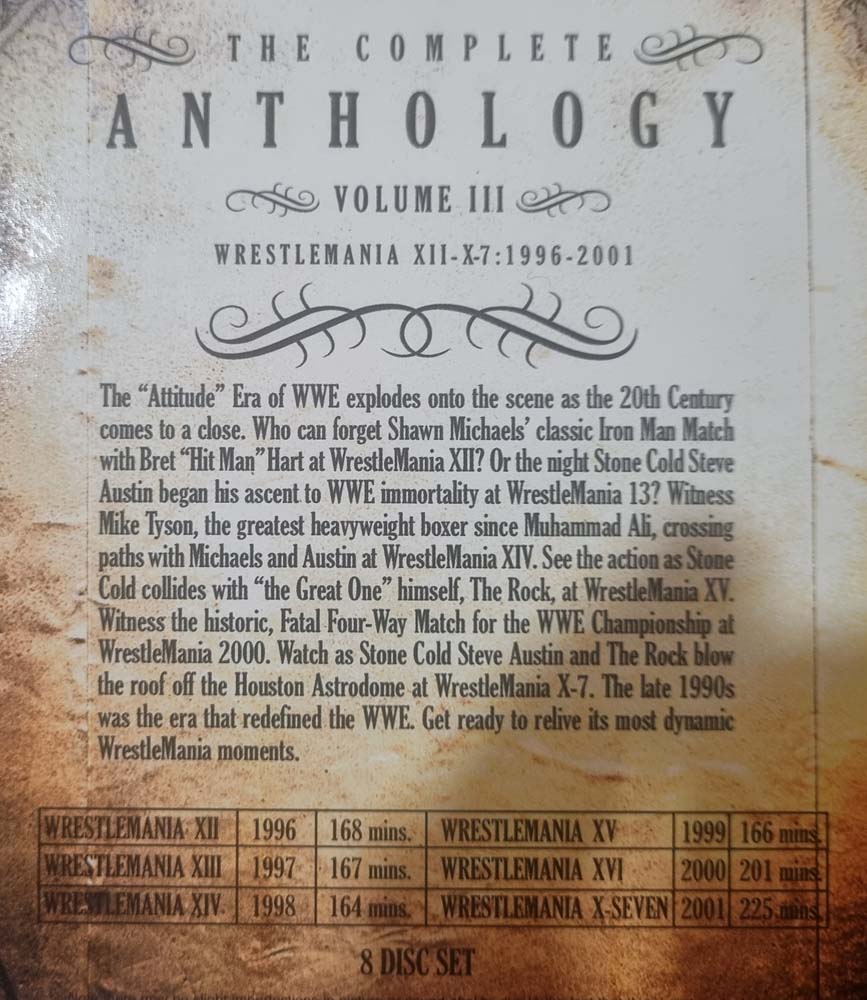 THE COMPLETE
ANTHOLOGY
VOLUME III
WRESTLEMANIA XII-X-7:1996-2001
The “Attitude” Era of WWE explodes onto the scene as the 20th Century
comes to a close. Who can forget Shawn Michaels’ classic Iron Man Match
with Bret “Hit Man” Hart at WrestleMania XII? Or the night Stone Cold Steve
Austin began his ascent to WWE immortality at WrestleMania 13? Witness
Mike Tyson, the greatest heavyweight boxer since Muhammad Ali, crossing
paths with Michaels and Austin at WrestleMania XIV. See the action as Stone
Cold collides with “the Great One” himself, The Rock, at WrestleMania XV.
Witness the historic, Fatal Four-Way Match for the WWE Championship at
WrestleMania 2000. Watch as Stone Cold Steve Austin and The Rock blow
the roof off the Houston Astrodome at WrestleMania X-7. The late 1990s
was the era that redefined the WWE. Get ready to relive its most dynamic
WrestleMania moments.
WRESTLEMANIA XII 1996 168 mins. WRESTLEMANIA XV 1999 166 mins.
WRESTLEMANIA XIII 1997 167 mins. WRESTLEMANIA XVI 2000 201 mins.
WRESTLEMANIA XIV 1998 164 mins. WRESTLEMANIA X-SEVEN 2001 225 mins.
8 DISC SET